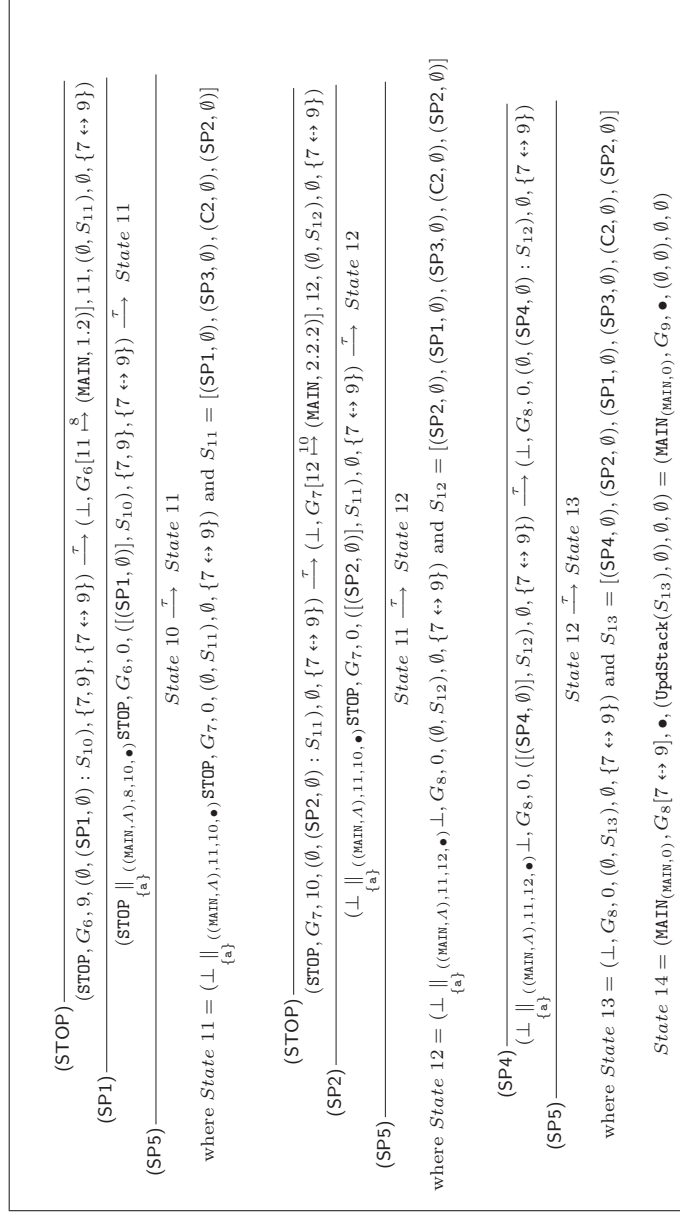 (STOP)
(STOP, G₆, 9, (∅, (SP1, ∅) : S₁₀), {7, 9}, {7 ↭ 9}) –τ→ (⊥, G₆[11 ↦⁸ (MAIN, 1.2)], 11, (∅, S₁₁), ∅, {7 ↭ 9})
(SP1)
(STOP ∥_{{a}} ((MAIN,Λ),8,10,•) STOP, G₆, 0, ([(SP1, ∅)], S₁₀), {7, 9}, {7 ↭ 9}) –τ→ State 11
(SP5)
State 10 –τ→ State 11
where State 11 = (⊥ ∥_{{a}} ((MAIN,Λ),11,10,•) STOP, G₇, 0, (∅, S₁₁), ∅, {7 ↭ 9}) and S₁₁ = [(SP1, ∅), (SP3, ∅), (C2, ∅), (SP2, ∅)]
(STOP)
(STOP, G₇, 10, (∅, (SP2, ∅) : S₁₁), ∅, {7 ↭ 9}) –τ→ (⊥, G₇[12 ↦¹⁰ (MAIN, 2.2.2)], 12, (∅, S₁₂), ∅, {7 ↭ 9})
(SP2)
(⊥ ∥_{{a}} ((MAIN,Λ),11,10,•) STOP, G₇, 0, ([(SP2, ∅)], S₁₁), ∅, {7 ↭ 9}) –τ→ State 12
(SP5)
State 11 –τ→ State 12
where State 12 = (⊥ ∥_{{a}} ((MAIN,Λ),11,12,•) ⊥, G₈, 0, (∅, S₁₂), ∅, {7 ↭ 9}) and S₁₂ = [(SP2, ∅), (SP1, ∅), (SP3, ∅), (C2, ∅), (SP2, ∅)]
(SP4)
(⊥ ∥_{{a}} ((MAIN,Λ),11,12,•) ⊥, G₈, 0, ([(SP4, ∅)], S₁₂), ∅, {7 ↭ 9}) –τ→ (⊥, G₈, 0, (∅, (SP4, ∅) : S₁₂), ∅, {7 ↭ 9})
(SP5)
State 12 –τ→ State 13
where State 13 = (⊥, G₈, 0, (∅, S₁₃), ∅, {7 ↭ 9}) and S₁₃ = [(SP4, ∅), (SP2, ∅), (SP1, ∅), (SP3, ∅), (C2, ∅), (SP2, ∅)]
State 14 = (MAIN₍MAIN,0₎, G₈[7 ↭ 9], •, (UpdStack(S₁₃), ∅), ∅, ∅) = (MAIN₍MAIN,0₎, G₉, •, (∅, ∅), ∅, ∅)